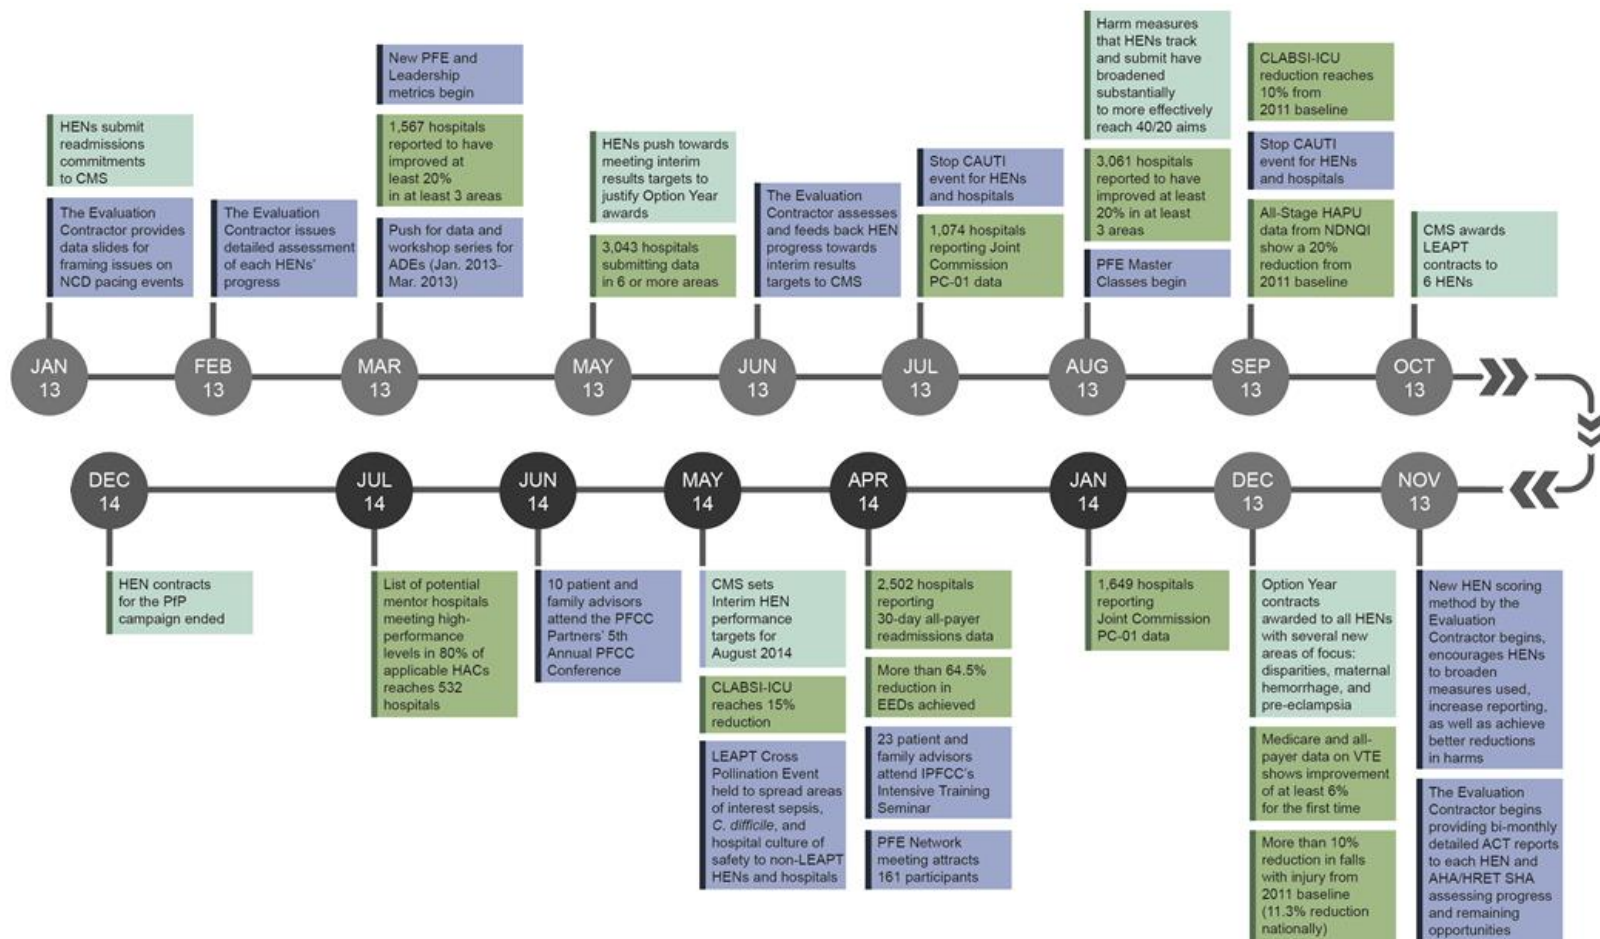 HENs submit
readmissions
commitments
to CMS
The Evaluation
Contractor provides
data slides for
framing issues on
NCD pacing events
JAN
13
The Evaluation
Contractor issues
detailed assessment
of each HENs'
progress
FEB
13
New PFE and
Leadership
metrics begin
1,567 hospitals
reported to have
improved at
least 20%
in at least 3 areas
Push for data and
workshop series for
ADEs (Jan. 2013-
Mar. 2013)
MAR
13
HENs push towards
meeting interim
results targets to
justify Option Year
awards
3,043 hospitals
submitting data
in 6 or more areas
MAY
13
The Evaluation
Contractor assesses
and feeds back HEN
progress towards
interim results
targets to CMS
JUN
13
Stop CAUTI
event for HENs
and hospitals
1,074 hospitals
reporting Joint
Commission
PC-01 data
JUL
13
Harm measures
that HENs track
and submit have
broadened
substantially
to more effectively
reach 40/20 aims
3,061 hospitals
reported to have
improved at least
20% in at least
3 areas
PFE Master
Classes begin
AUG
13
CLABSI-ICU
reduction reaches
10% from
2011 baseline
Stop CAUTI
event for HENs
and hospitals
All-Stage HAPU
data from NDNQI
show a 20%
reduction from
2011 baseline
SEP
13
CMS awards
LEAPT
contracts to
6 HENs
OCT
13
DEC
14
HEN contracts
for the PfP
campaign ended
JUL
14
List of potential
mentor hospitals
meeting high-
performance
levels in 80% of
applicable HACs
reaches 532
hospitals
JUN
14
10 patient and
family advisors
attend the PFCC
Partners' 5th
Annual PFCC
Conference
MAY
14
CMS sets
Interim HEN
performance
targets for
August 2014
CLABSI-ICU
reaches 15%
reduction
LEAPT Cross
Pollination Event
held to spread areas
of interest sepsis,
C. difficile, and
hospital culture of
safety to non-LEAPT
HENs and hospitals
APR
14
2,502 hospitals
reporting
30-day all-payer
readmissions data
More than 64.5%
reduction in
EEDs achieved
23 patient and
family advisors
attend IPFCC's
Intensive Training
Seminar
PFE Network
meeting attracts
161 participants
JAN
14
1,649 hospitals
reporting
Joint Commission
PC-01 data
DEC
13
Option Year
contracts
awarded to all HENs
with several new
areas of focus:
disparities, maternal
hemorrhage, and
pre-eclampsia
Medicare and all-
payer data on VTE
shows improvement
of at least 6%
for the first time
More than 10%
reduction in falls
with injury from
2011 baseline
(11.3% reduction
nationally)
NOV
13
New HEN scoring
method by the
Evaluation
Contractor begins,
encourages HENs
to broaden
measures used,
increase reporting,
as well as achieve
better reductions
in harms
The Evaluation
Contractor begins
providing bi-monthly
detailed ACT reports
to each HEN and
AHA/HRET SHA
assessing progress
and remaining
opportunities